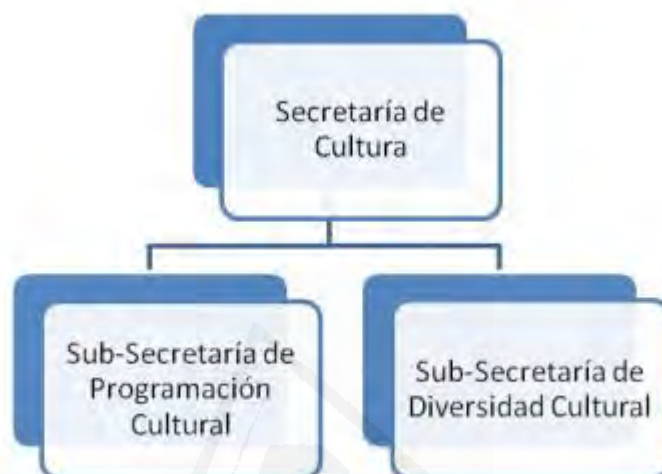 Secretaría de
Cultura
Sub-Secretaría de
Programación
Cultural
Sub-Secretaría de
Diversidad Cultural